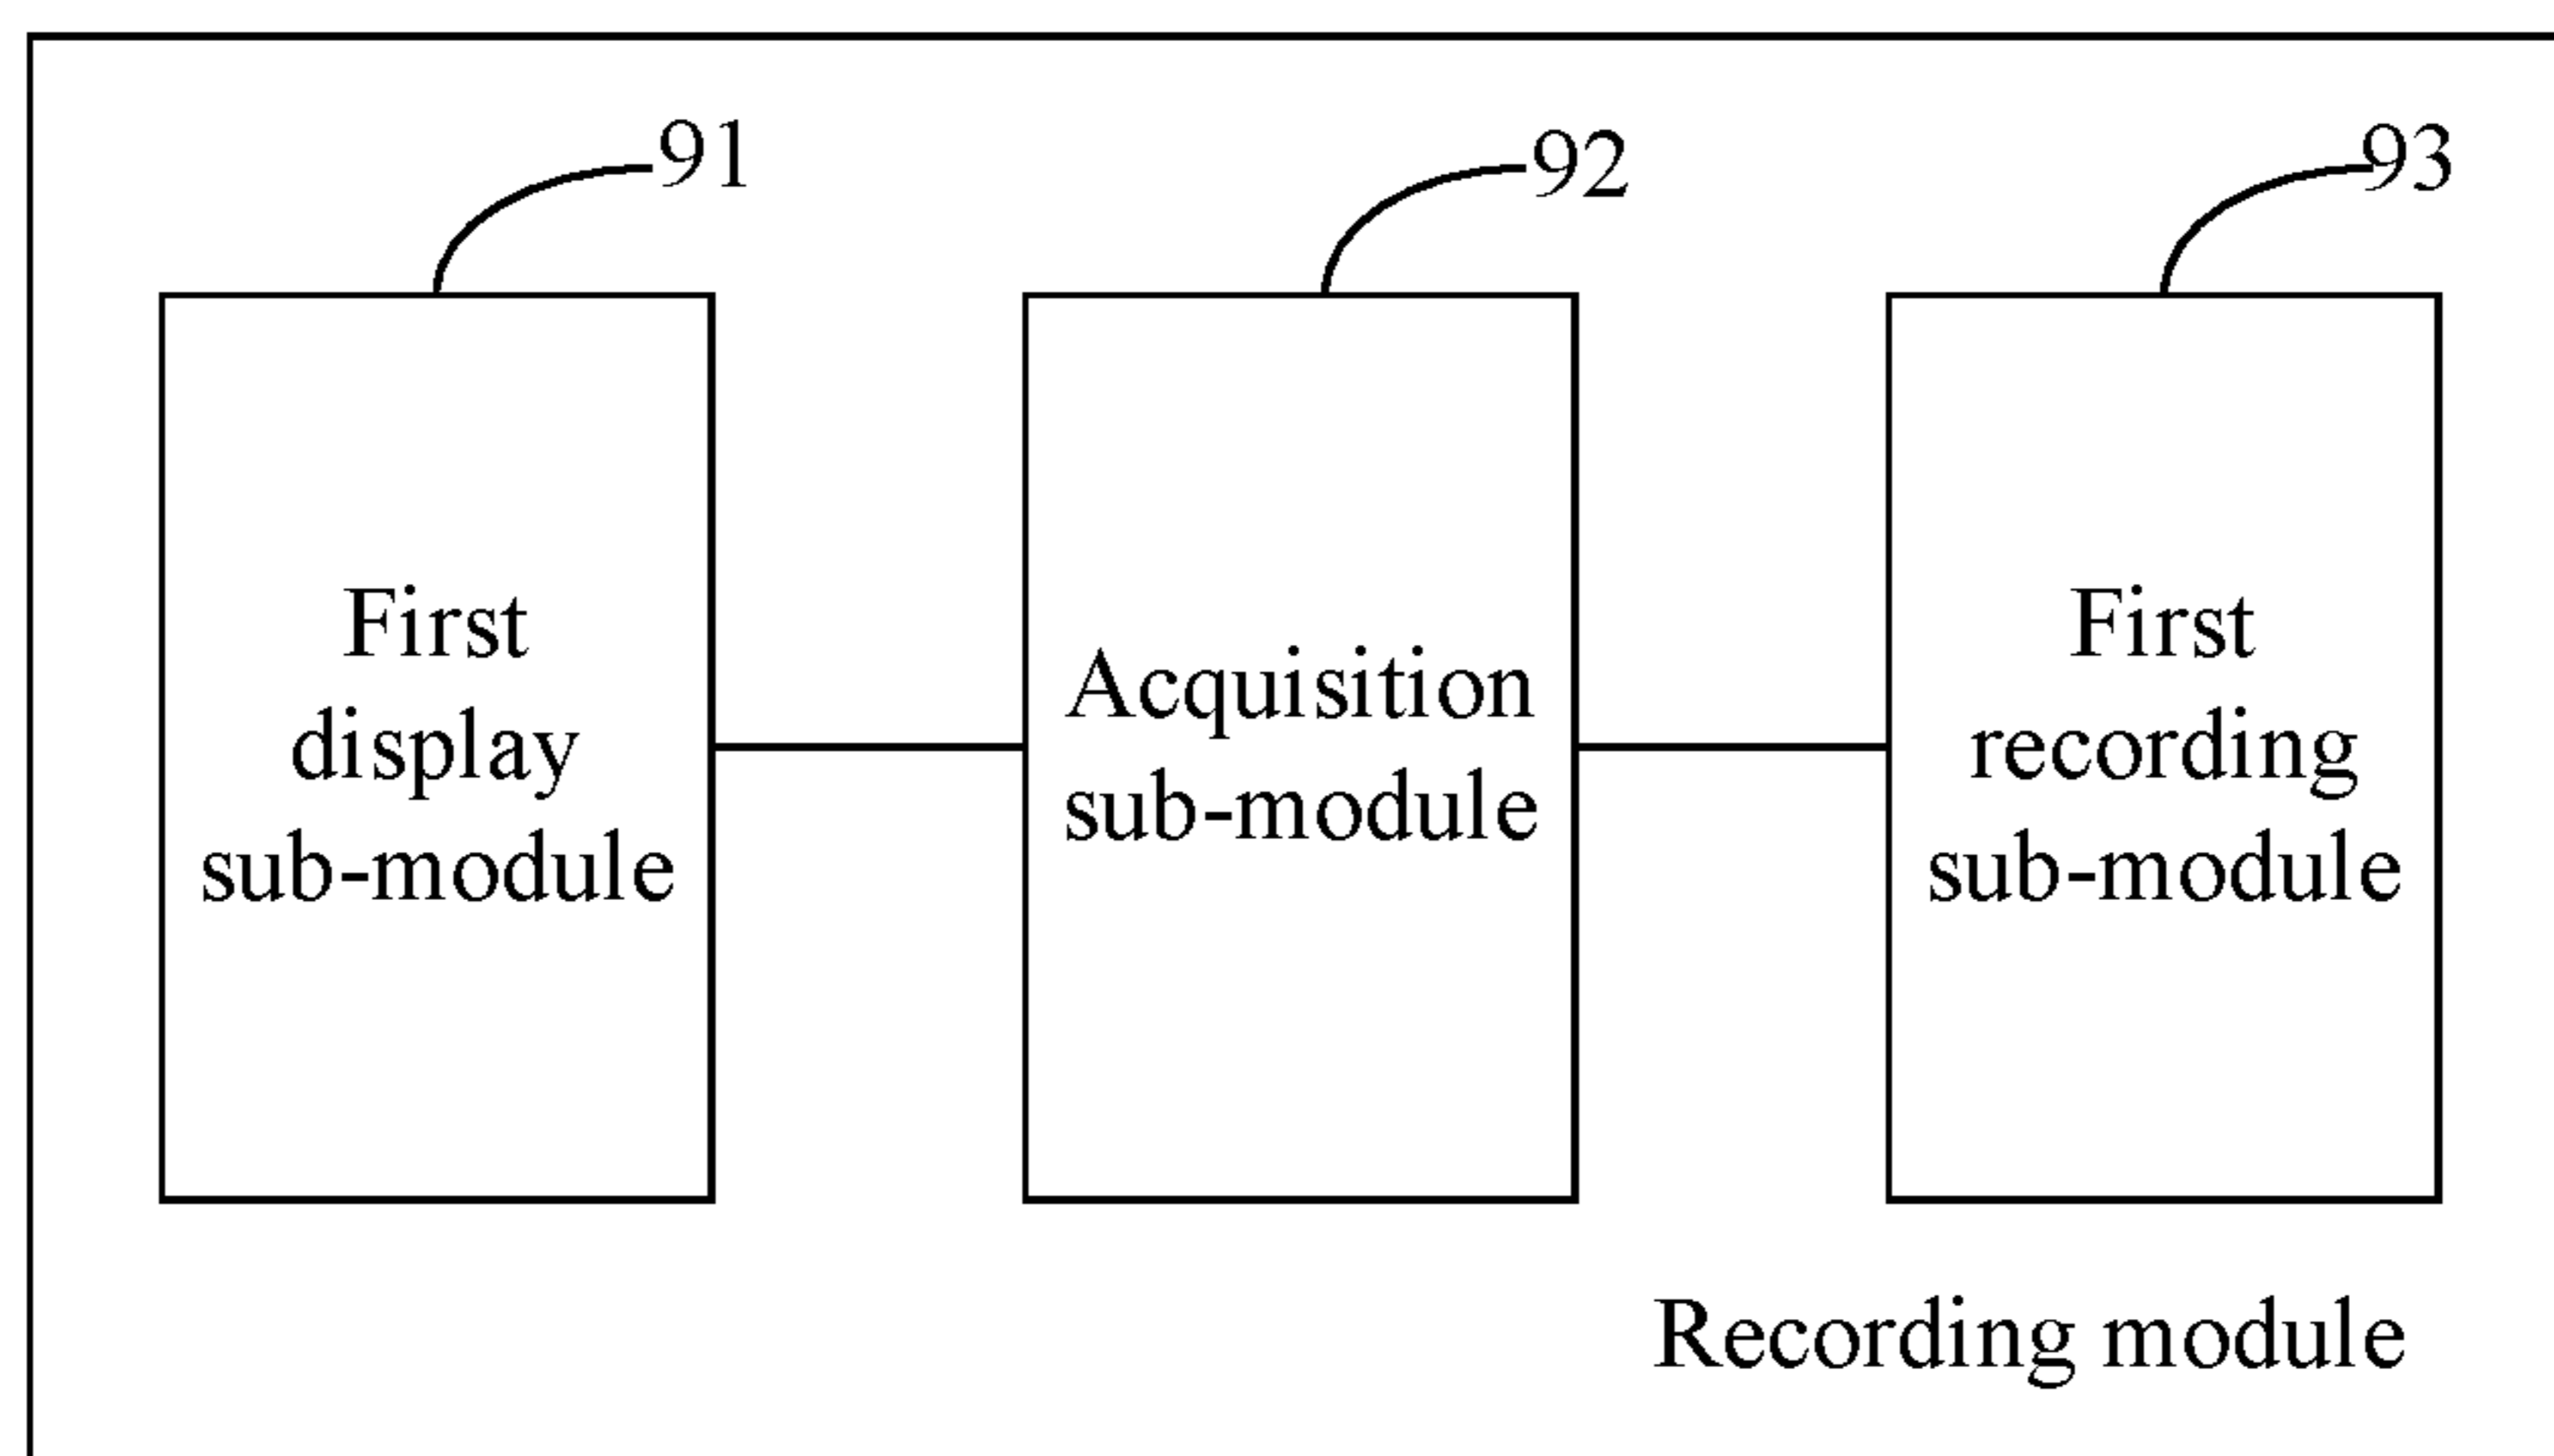 91
92
93
First
display
sub-module
Acquisition
sub-module
First
recording
sub-module
Recording module